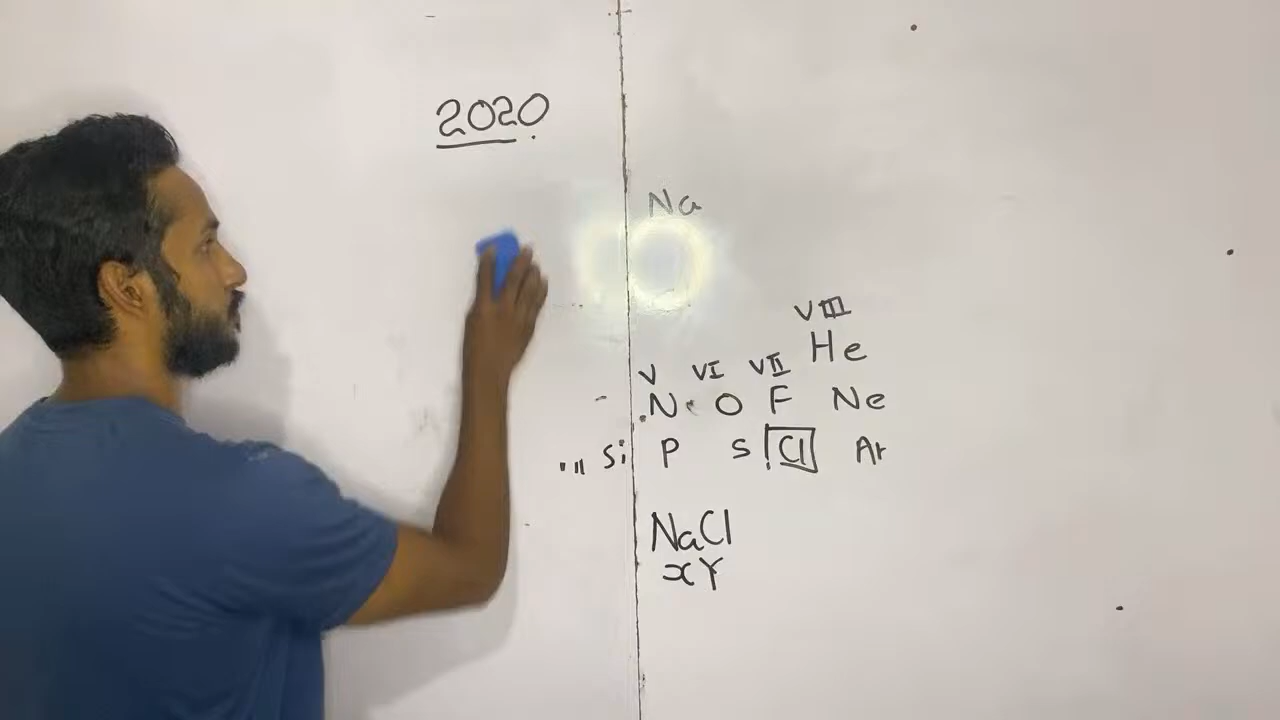 2020
Na
VIII
He
V VI VII
N O F Ne
Si P S Cl Ar
NaCl
xY